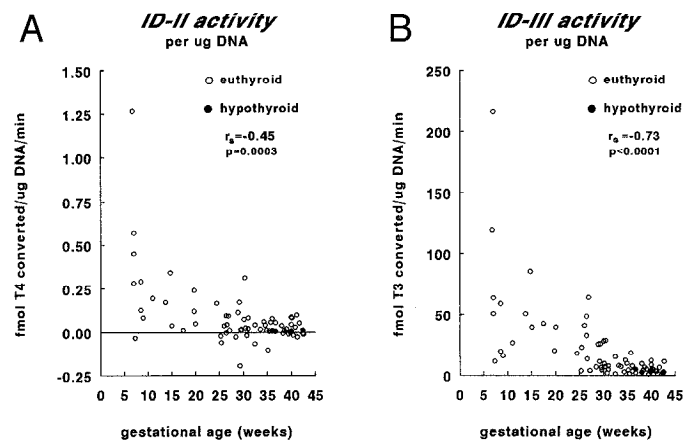 A
ID-II activity
per ug DNA
fmol T4 converted/ug DNA/min
1.50
1.25
1.00
0.75
0.50
0.25
0.00
-0.25
euthyroid
hypothyroid
rs=-0.45
p=0.0003
0 5 10 15 20 25 30 35 40 45
gestational age (weeks)
B
ID-III activity
per ug DNA
fmol T3 converted/ug DNA/min
250
200
150
100
50
0
euthyroid
hypothyroid
rs=-0.73
p<0.0001
0 5 10 15 20 25 30 35 40 45
gestational age (weeks)